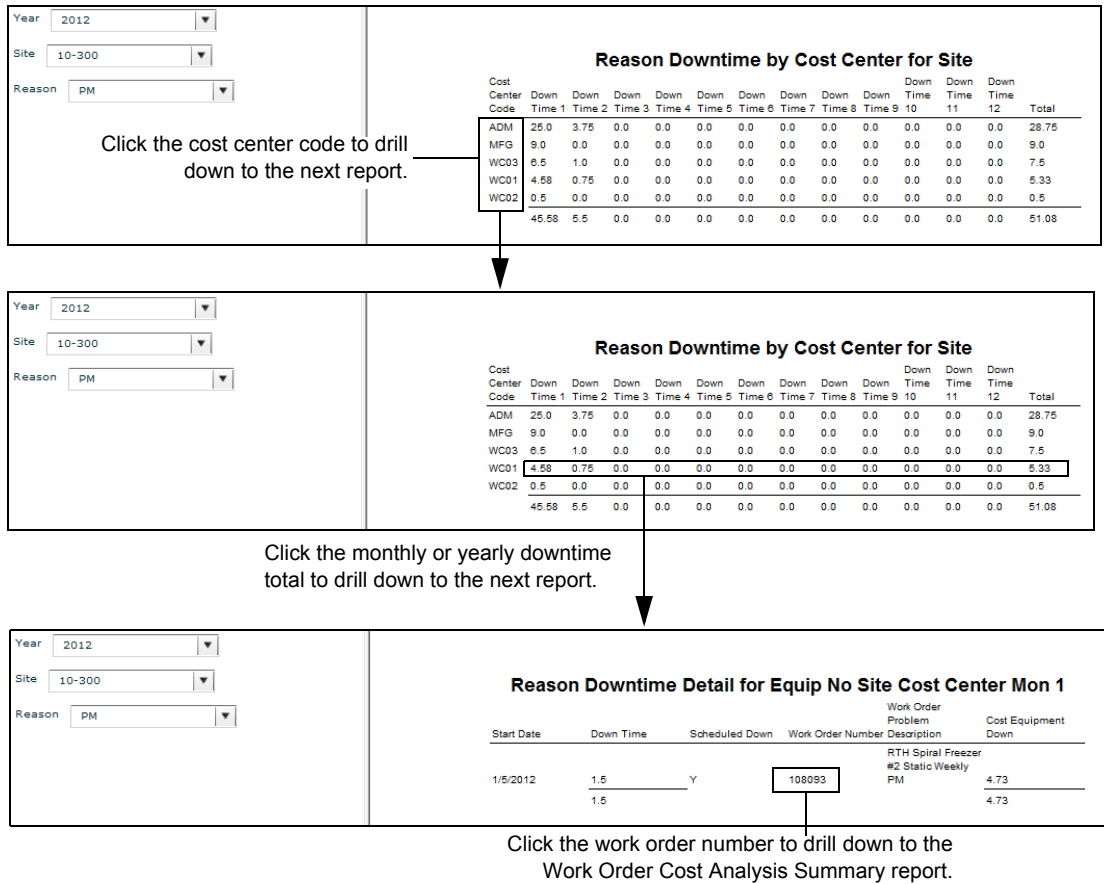 Year 2012
Site 10-300
Reason PM
Click the cost center code to drill
down to the next report.
Reason Downtime by Cost Center for Site
Cost Down Down Down
Center Down Down Down Down Down Down Down Down Down Time Time Time
Code Time 1 Time 2 Time 3 Time 4 Time 5 Time 6 Time 7 Time 8 Time 9 10 11 12 Total
ADM 25.0 3.75 0.0 0.0 0.0 0.0 0.0 0.0 0.0 0.0 0.0 0.0 28.75
MFG 9.0 0.0 0.0 0.0 0.0 0.0 0.0 0.0 0.0 0.0 0.0 0.0 9.0
WC03 6.5 1.0 0.0 0.0 0.0 0.0 0.0 0.0 0.0 0.0 0.0 0.0 7.5
WC01 4.58 0.75 0.0 0.0 0.0 0.0 0.0 0.0 0.0 0.0 0.0 0.0 5.33
WC02 0.5 0.0 0.0 0.0 0.0 0.0 0.0 0.0 0.0 0.0 0.0 0.0 0.5
45.58 5.5 0.0 0.0 0.0 0.0 0.0 0.0 0.0 0.0 0.0 0.0 51.08
Year 2012
Site 10-300
Reason PM
Reason Downtime by Cost Center for Site
Cost Down Down Down
Center Down Down Down Down Down Down Down Down Down Time Time Time
Code Time 1 Time 2 Time 3 Time 4 Time 5 Time 6 Time 7 Time 8 Time 9 10 11 12 Total
ADM 25.0 3.75 0.0 0.0 0.0 0.0 0.0 0.0 0.0 0.0 0.0 0.0 28.75
MFG 9.0 0.0 0.0 0.0 0.0 0.0 0.0 0.0 0.0 0.0 0.0 0.0 9.0
WC03 6.5 1.0 0.0 0.0 0.0 0.0 0.0 0.0 0.0 0.0 0.0 0.0 7.5
WC01 4.58 0.75 0.0 0.0 0.0 0.0 0.0 0.0 0.0 0.0 0.0 0.0 5.33
WC02 0.5 0.0 0.0 0.0 0.0 0.0 0.0 0.0 0.0 0.0 0.0 0.0 0.5
45.58 5.5 0.0 0.0 0.0 0.0 0.0 0.0 0.0 0.0 0.0 0.0 51.08
Click the monthly or yearly downtime
total to drill down to the next report.
Year 2012
Site 10-300
Reason PM
Reason Downtime Detail for Equip No Site Cost Center Mon 1
Work Order
Problem Cost Equipment
Start Date Down Time Scheduled Down Work Order Number Description Down
RTH Spiral Freezer
#2 Static Weekly
1/5/2012 1.5 Y 108093 PM 4.73
1.5 4.73
Click the work order number to drill down to the
Work Order Cost Analysis Summary report.